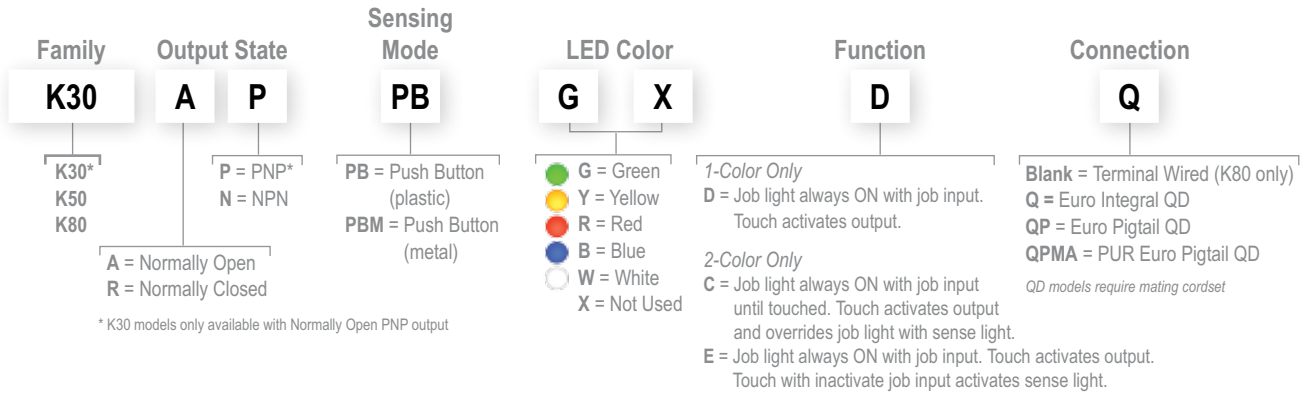 Family
Output State
Sensing
Mode
LED Color
Function
Connection
K30
A
P
PB
G
X
D
Q
K30*
K50
K80
A = Normally Open
R = Normally Closed
P = PNP*
N = NPN
* K30 models only available with Normally Open PNP output
PB = Push Button
(plastic)
PBM = Push Button
(metal)
G = Green
Y = Yellow
R = Red
B = Blue
W = White
X = Not Used
1-Color Only
D = Job light always ON with job input.
Touch activates output.
2-Color Only
C = Job light always ON with job input
until touched. Touch activates output
and overrides job light with sense light.
E = Job light always ON with job input. Touch activates output.
Touch with inactivate job input activates sense light.
Blank = Terminal Wired (K80 only)
Q = Euro Integral QD
QP = Euro Pigtail QD
QPMA = PUR Euro Pigtail QD
QD models require mating cordset